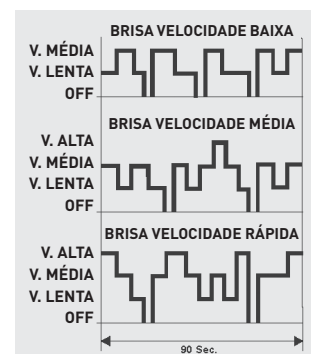 BRISA VELOCIDADE BAIXA
V. MÉDIA
V. LENTA
OFF
BRISA VELOCIDADE MÉDIA
V. ALTA
V. MÉDIA
V. LENTA
OFF
BRISA VELOCIDADE RÁPIDA
V. ALTA
V. MÉDIA
V. LENTA
OFF
90 Sec.